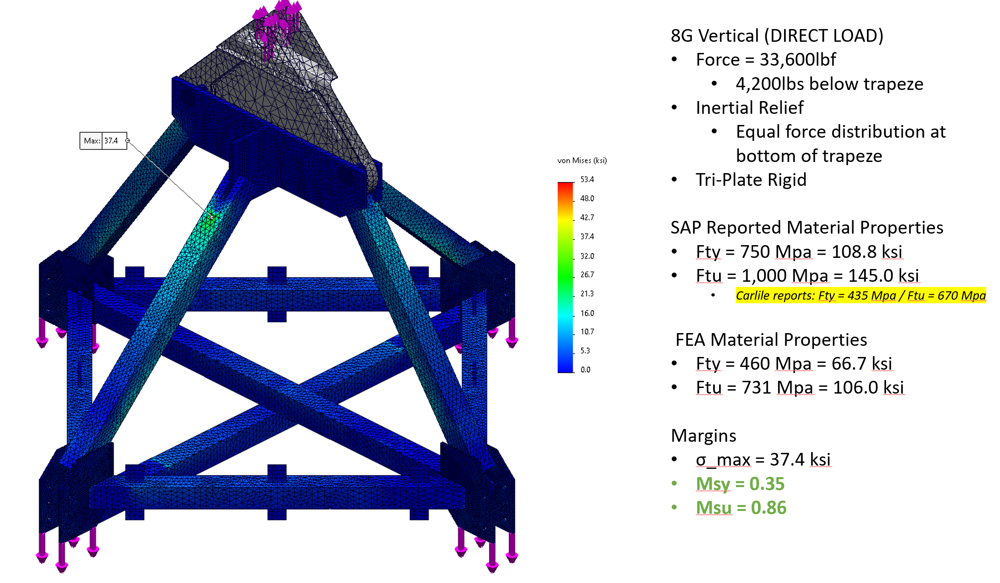 8G Vertical (DIRECT LOAD)
• Force = 33,600lbf
• 4,200lbs below trapeze
• Inertial Relief
• Equal force distribution at
bottom of trapeze
• Tri-Plate Rigid
Max: 37.4
von Mises (ksi)
53.4
48.0
42.7
37.4
32.0
26.7
21.3
16.0
10.7
5.3
0.0
SAP Reported Material Properties
• Fty = 750 Mpa = 108.8 ksi
• Ftu = 1,000 Mpa = 145.0 ksi
• Carlile reports: Fty = 435 Mpa / Ftu = 670 Mpa
FEA Material Properties
• Fty = 460 Mpa = 66.7 ksi
• Ftu = 731 Mpa = 106.0 ksi
Margins
• σ_max = 37.4 ksi
• Msy = 0.35
• Msu = 0.86